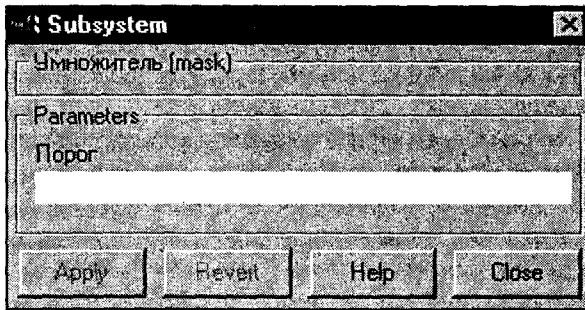 Subsystem
Умножитель (mask)
Parameters
Порог
Apply Revert Help Close